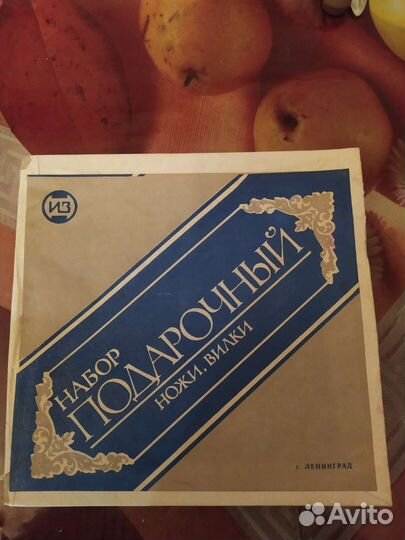 ИЗ
НАБОР
ПОДАРОЧНЫЙ
НОЖИ, ВИЛКИ
г. ЛЕНИНГРАД
Avito